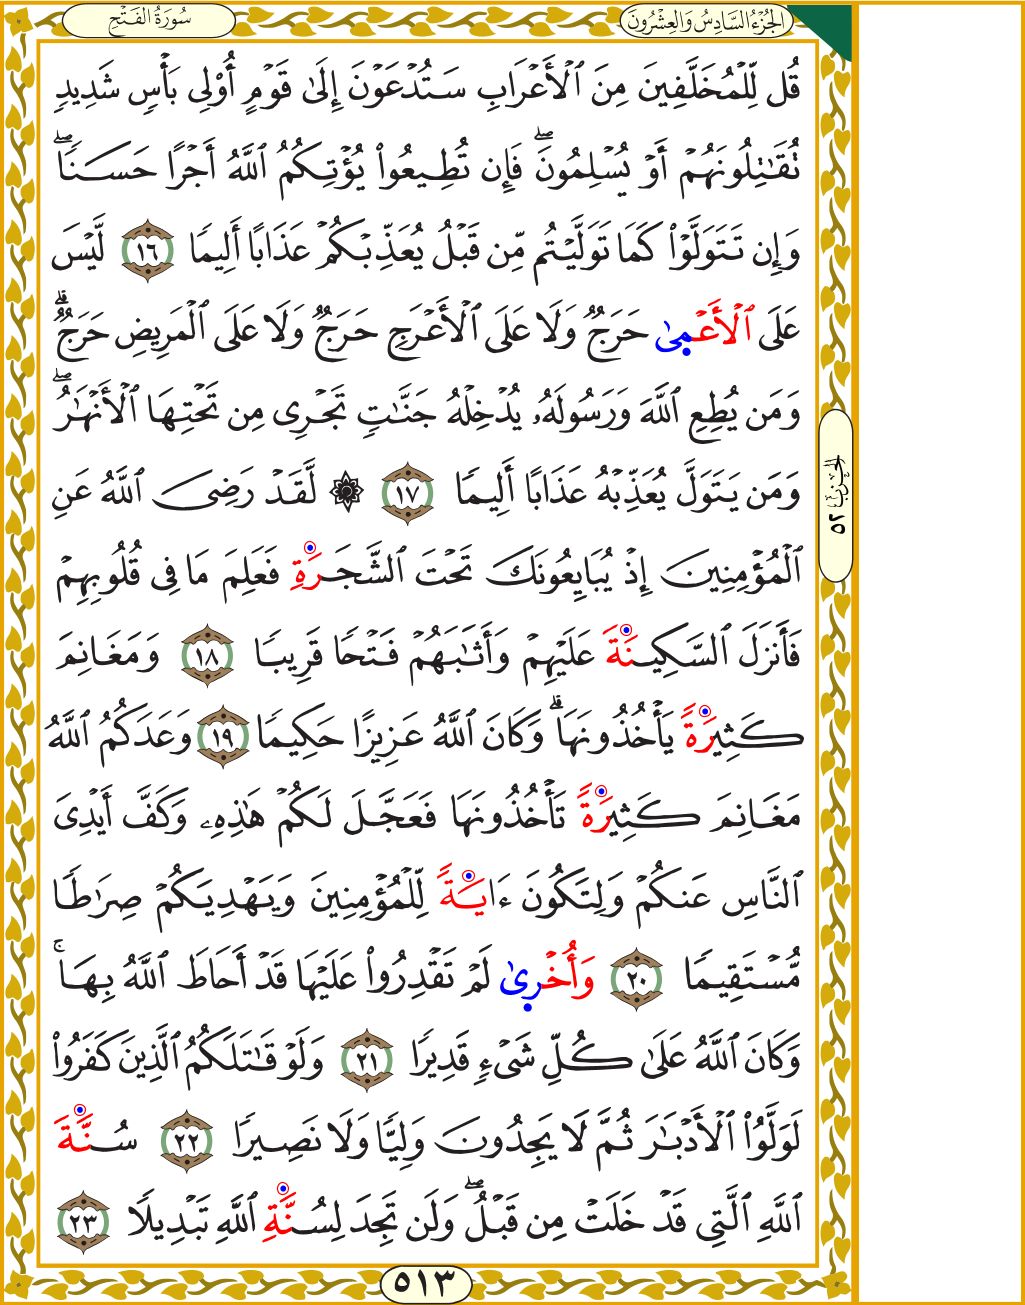 سُورَةُ الفَتْحِ
الجُزْءُ السَّادِسُ وَالعِشْرُونَ
قُل لِّلْمُخَلَّفِينَ مِنَ ٱلْأَعْرَابِ سَتُدْعَوْنَ إِلَىٰ قَوْمٍ أُوْلِى بَأْسٍ شَدِيدٍ
تُقَـٰتِلُونَهُمْ أَوْ يُسْلِمُونَۖ فَإِن تُطِيعُواْ يُؤْتِكُمُ ٱللَّهُ أَجْرًا حَسَنًاۖ
وَإِن تَتَوَلَّوْاْ كَمَا تَوَلَّيْتُم مِّن قَبْلُ يُعَذِّبْكُمْ عَذَابًا أَلِيمًا ١٦ لَّيْسَ
عَلَى ٱلْأَعْمِىٰ حَرَجٌ وَلَا عَلَى ٱلْأَعْرَجِ حَرَجٌ وَلَا عَلَى ٱلْمَرِيضِ حَرَجٌۗ
وَمَن يُطِعِ ٱللَّهَ وَرَسُولَهُۥ يُدْخِلْهُ جَنَّـٰتٍ تَجْرِى مِن تَحْتِهَا ٱلْأَنْهَـٰرُۖ
وَمَن يَتَوَلَّ يُعَذِّبْهُ عَذَابًا أَلِيمًا ١٧ ۞ لَّقَدْ رَضِىَ ٱللَّهُ عَنِ
ٱلْمُؤْمِنِينَ إِذْ يُبَايِعُونَكَ تَحْتَ ٱلشَّجَرَةِ فَعَلِمَ مَا فِى قُلُوبِهِمْ
فَأَنزَلَ ٱلسَّكِينَةَ عَلَيْهِمْ وَأَثَـٰبَهُمْ فَتْحًا قَرِيبًا ١٨ وَمَغَانِمَ
كَثِيرَةً يَأْخُذُونَهَاۗ وَكَانَ ٱللَّهُ عَزِيزًا حَكِيمًا ١٩ وَعَدَكُمُ ٱللَّهُ
مَغَانِمَ كَثِيرَةً تَأْخُذُونَهَا فَعَجَّلَ لَكُمْ هَـٰذِهِۦ وَكَفَّ أَيْدِىَ
ٱلنَّاسِ عَنكُمْ وَلِتَكُونَ ءَايَةً لِّلْمُؤْمِنِينَ وَيَهْدِيَكُمْ صِرَٰطًا
مُّسْتَقِيمًا ٢٠ وَأُخْرِىٰ لَمْ تَقْدِرُواْ عَلَيْهَا قَدْ أَحَاطَ ٱللَّهُ بِهَاۚ
وَكَانَ ٱللَّهُ عَلَىٰ كُلِّ شَىْءٍ قَدِيرًا ٢١ وَلَوْ قَـٰتَلَكُمُ ٱلَّذِينَ كَفَرُواْ
لَوَلَّوُاْ ٱلْأَدْبَـٰرَ ثُمَّ لَا يَجِدُونَ وَلِيًّا وَلَا نَصِيرًا ٢٢ سُنَّةَ
ٱللَّهِ ٱلَّتِى قَدْ خَلَتْ مِن قَبْلُۖ وَلَن تَجِدَ لِسُنَّةِ ٱللَّهِ تَبْدِيلًا ٢٣
الحِزْب ٥٢
٥١٣